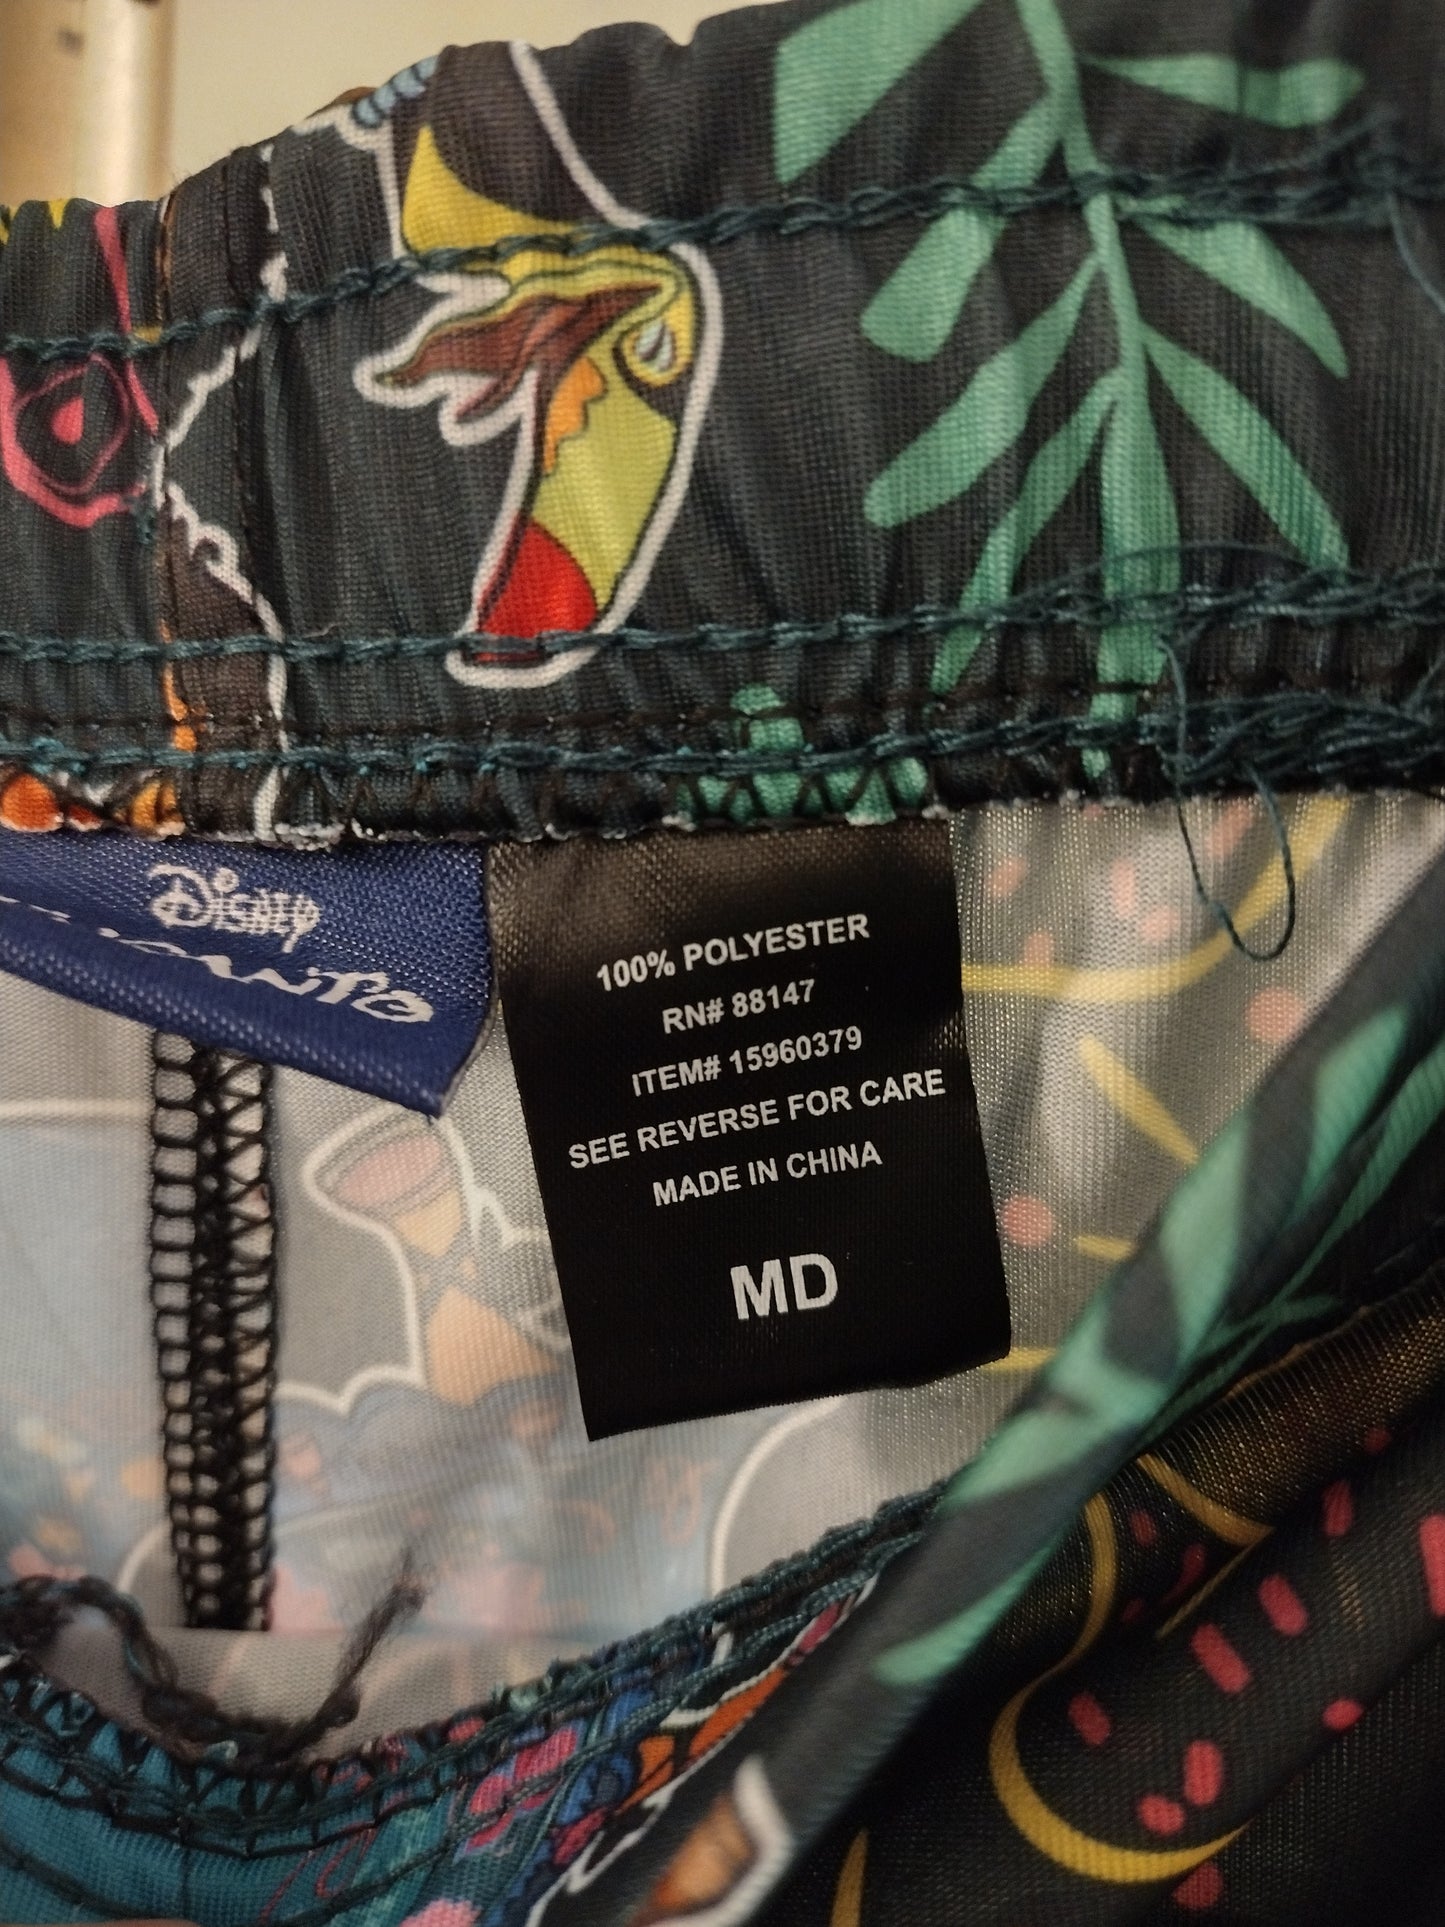 Disney
100% POLYESTER
RN# 88147
ITEM# 15960379
SEE REVERSE FOR CARE
MADE IN CHINA
MD